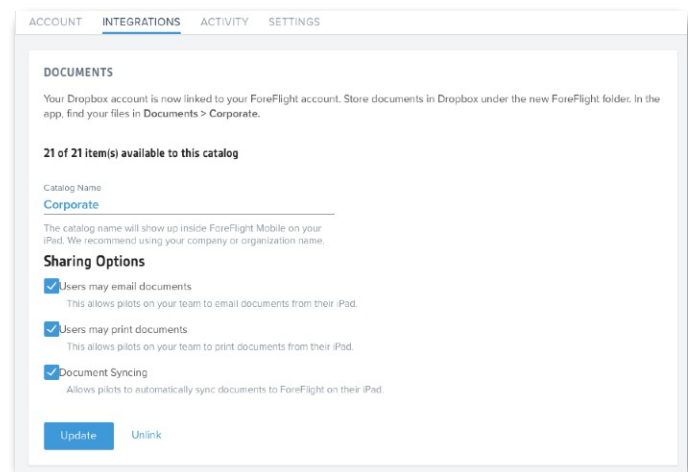 ACCOUNT INTEGRATIONS ACTIVITY SETTINGS
DOCUMENTS
Your Dropbox account is now linked to your ForeFlight account. Store documents in Dropbox under the new ForeFlight folder. In the
app, find your files in Documents > Corporate.
21 of 21 item(s) available to this catalog
Catalog Name
Corporate
The catalog name will show up inside ForeFlight Mobile on your
iPad. We recommend using your company or organization name.
Sharing Options
Users may email documents
This allows pilots on your team to email documents from their iPad.
Users may print documents
This allows pilots on your team to print documents from their iPad.
Document Syncing
Allows pilots to automatically sync documents to ForeFlight on their iPad.
Update Unlink